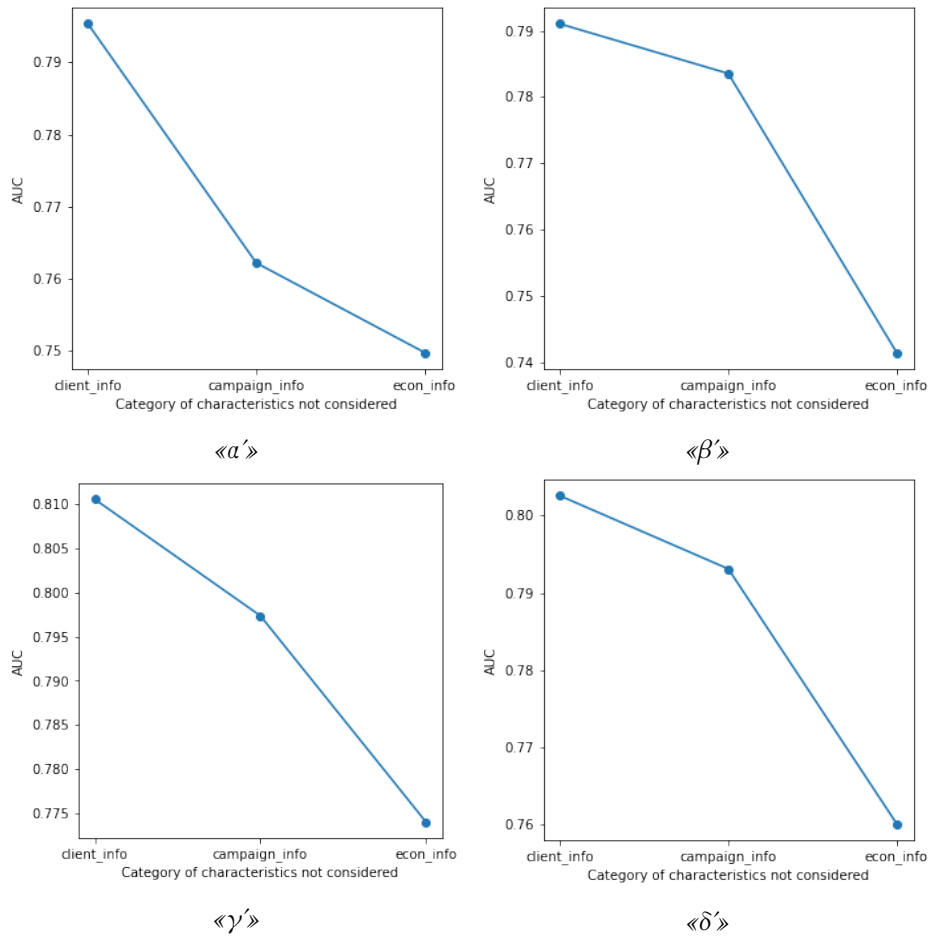 0.79
0.78
0.77
0.76
0.75
AUC
client_info campaign_info econ_info
Category of characteristics not considered
«α´»
0.79
0.78
0.77
0.76
0.75
0.74
AUC
client_info campaign_info econ_info
Category of characteristics not considered
«β´»
0.810
0.805
0.800
0.795
0.790
0.785
0.780
0.775
AUC
client_info campaign_info econ_info
Category of characteristics not considered
«γ´»
0.80
0.79
0.78
0.77
0.76
AUC
client_info campaign_info econ_info
Category of characteristics not considered
«δ´»